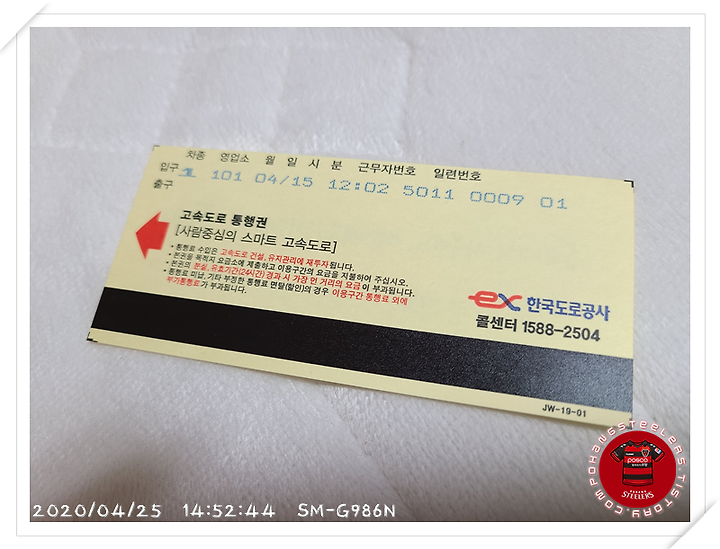 차종 영업소 월 일 시 분 근무자번호 일련번호
입구 1 101 04/15 12:02 5011 0009 01
출구
고속도로 통행권
[사람중심의 스마트 고속도로]
• 통행료 수입은 고속도로 건설, 유지관리에 재투자됩니다.
• 본권을 목적지 요금소에 제출하고 이용구간의 요금을 지불하여 주십시오.
• 본권의 분실, 유효기간(24시간) 경과 시 가장 먼 거리의 요금이 부과됩니다.
• 통행료 미납, 기타 부정한 통행료 면탈(할인)의 경우 이용구간 통행료 외에
부가통행료가 부과됩니다.
ex 한국도로공사
콜센터 1588-2504
JW-19-01
2020/04/25 14:52:44 SM-G986N
COMPOHANGSTEELERS.TISTORY.COM
posco
STEELERS